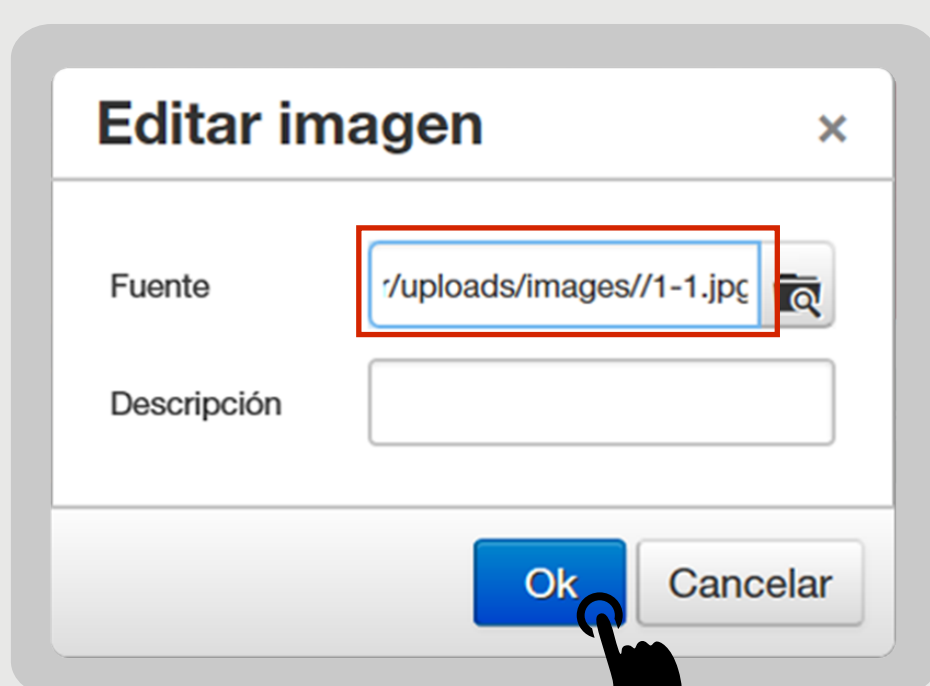 Editar imagen
×
Fuente
r/uploads/images//1-1.jpg
Descripción
Ok
Cancelar